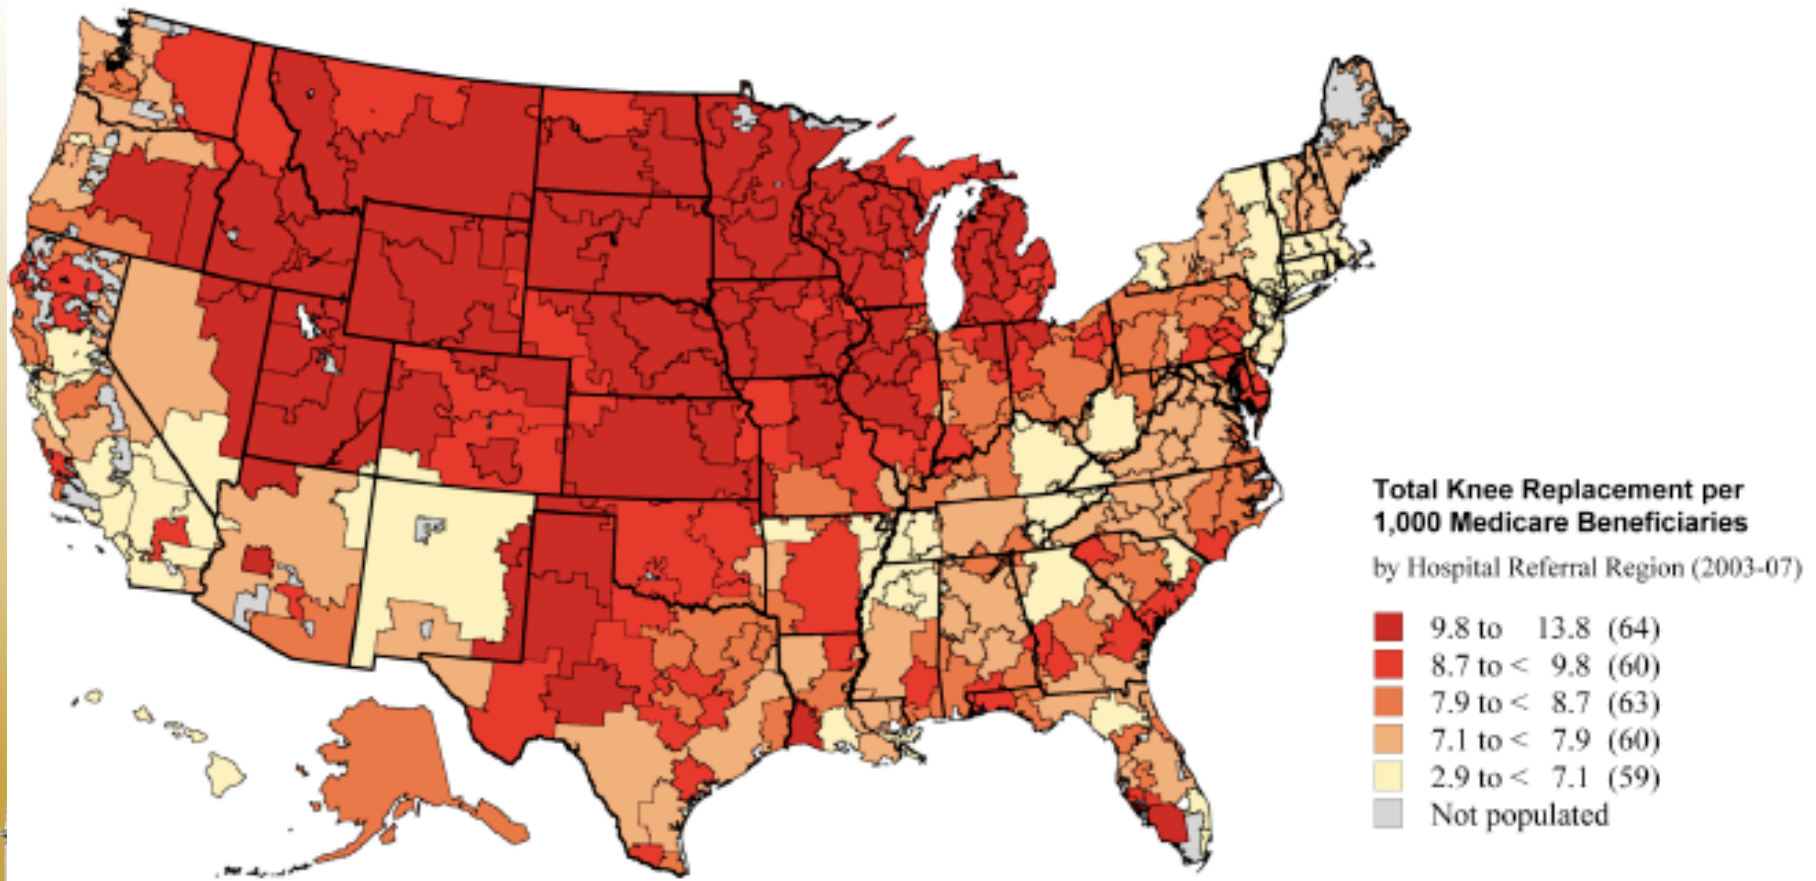 Total Knee Replacement per
1,000 Medicare Beneficiaries
by Hospital Referral Region (2003-07)
9.8 to 13.8 (64)
8.7 to < 9.8 (60)
7.9 to < 8.7 (63)
7.1 to < 7.9 (60)
2.9 to < 7.1 (59)
Not populated